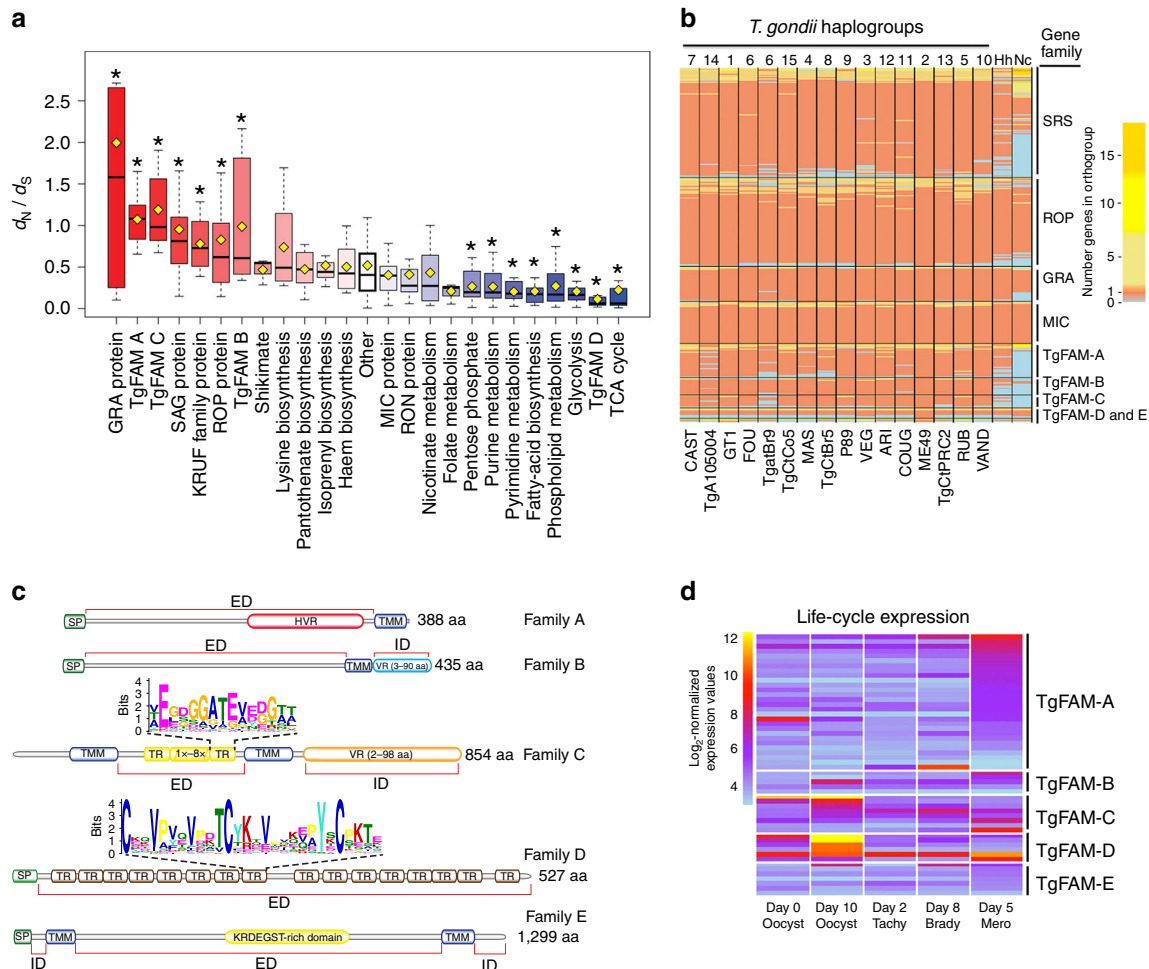 a
dN / dS
2.5
2.0
1.5
1.0
0.5
0.0
* * * * * * * * * * * * * * *
GRA protein
TgFAM A
TgFAM C
SAG protein
KRUF family protein
ROP protein
TgFAM B
Shikimate
Lysine biosynthesis
Pantothenate biosynthesis
Isoprenyl biosynthesis
Haem biosynthesis
Other
MIC protein
RON protein
Nicotinate metabolism
Folate metabolism
Pentose phosphate
Purine metabolism
Pyrimidine metabolism
Fatty-acid biosynthesis
Phospholipid metabolism
Glycolysis
TgFAM D
TCA cycle
b
T. gondii haplogroups
Gene family
7 14 1 6 6 15 4 8 9 3 12 11 2 13 5 10 Hh Nc
SRS
ROP
GRA
MIC
TgFAM-A
TgFAM-B
TgFAM-C
TgFAM-D and E
Number genes in orthogroup
15
10
5
1
0
CAST
TgA105004
GT1
FOU
TgatBr9
TgCtCo5
MAS
TgCtBr5
P89
VEG
ARI
COUG
ME49
TgCtPRC2
RUB
VAND
c
ED
SP HVR TMM 388 aa Family A
ED ID
SP TMM VR (3–90 aa) 435 aa Family B
Bits
4
3
2
1
0
TMM TR 1×–8× TR TMM VR (2–98 aa) 854 aa Family C
ED ID
Bits
4
3
2
1
0
Family D
SP TR TR TR TR TR TR TR TR TR TR TR TR TR TR TR 527 aa
ED
Family E
SP TMM KRDEGST-rich domain TMM 1,299 aa
ID ED ID
d
Life-cycle expression
Log2-normalized expression values
12
10
8
6
4
TgFAM-A
TgFAM-B
TgFAM-C
TgFAM-D
TgFAM-E
Day 0 Oocyst
Day 10 Oocyst
Day 2 Tachy
Day 8 Brady
Day 5 Mero